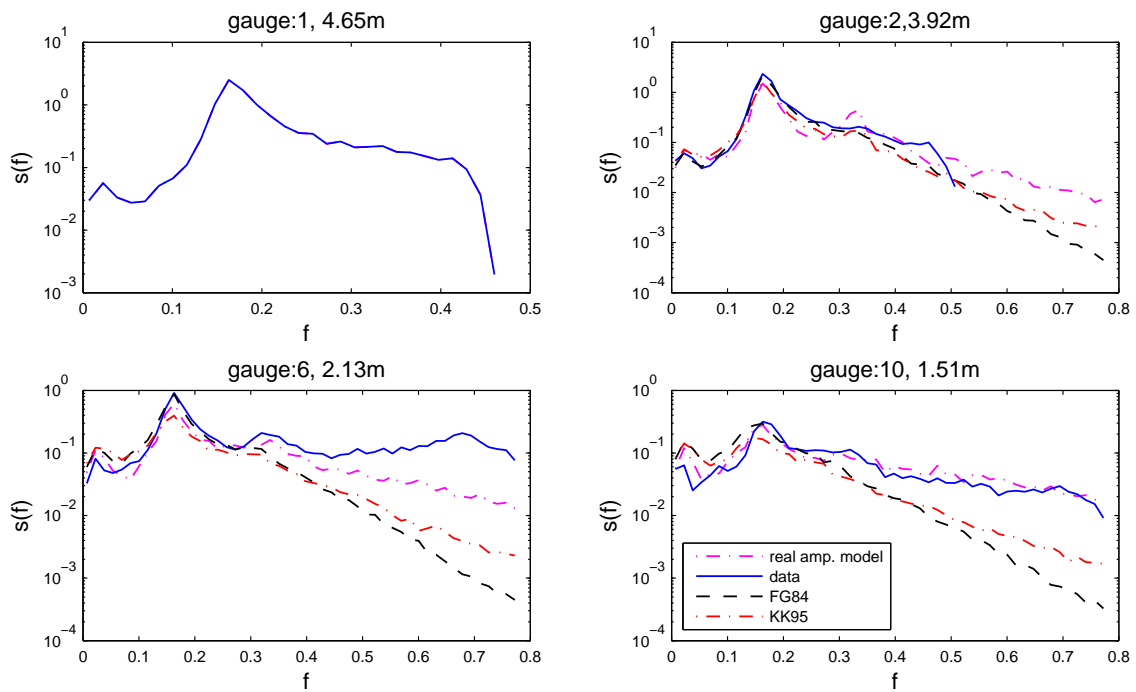 gauge:1, 4.65m
10^1
10^0
10^-1
10^-2
10^-3
s(f)
0 0.1 0.2 0.3 0.4 0.5
f
gauge:2,3.92m
10^1
10^0
10^-1
10^-2
10^-3
10^-4
s(f)
0 0.1 0.2 0.3 0.4 0.5 0.6 0.7 0.8
f
gauge:6, 2.13m
10^0
10^-1
10^-2
10^-3
10^-4
s(f)
0 0.1 0.2 0.3 0.4 0.5 0.6 0.7 0.8
f
gauge:10, 1.51m
10^0
10^-1
10^-2
10^-3
10^-4
s(f)
real amp. model
data
FG84
KK95
0 0.1 0.2 0.3 0.4 0.5 0.6 0.7 0.8
f